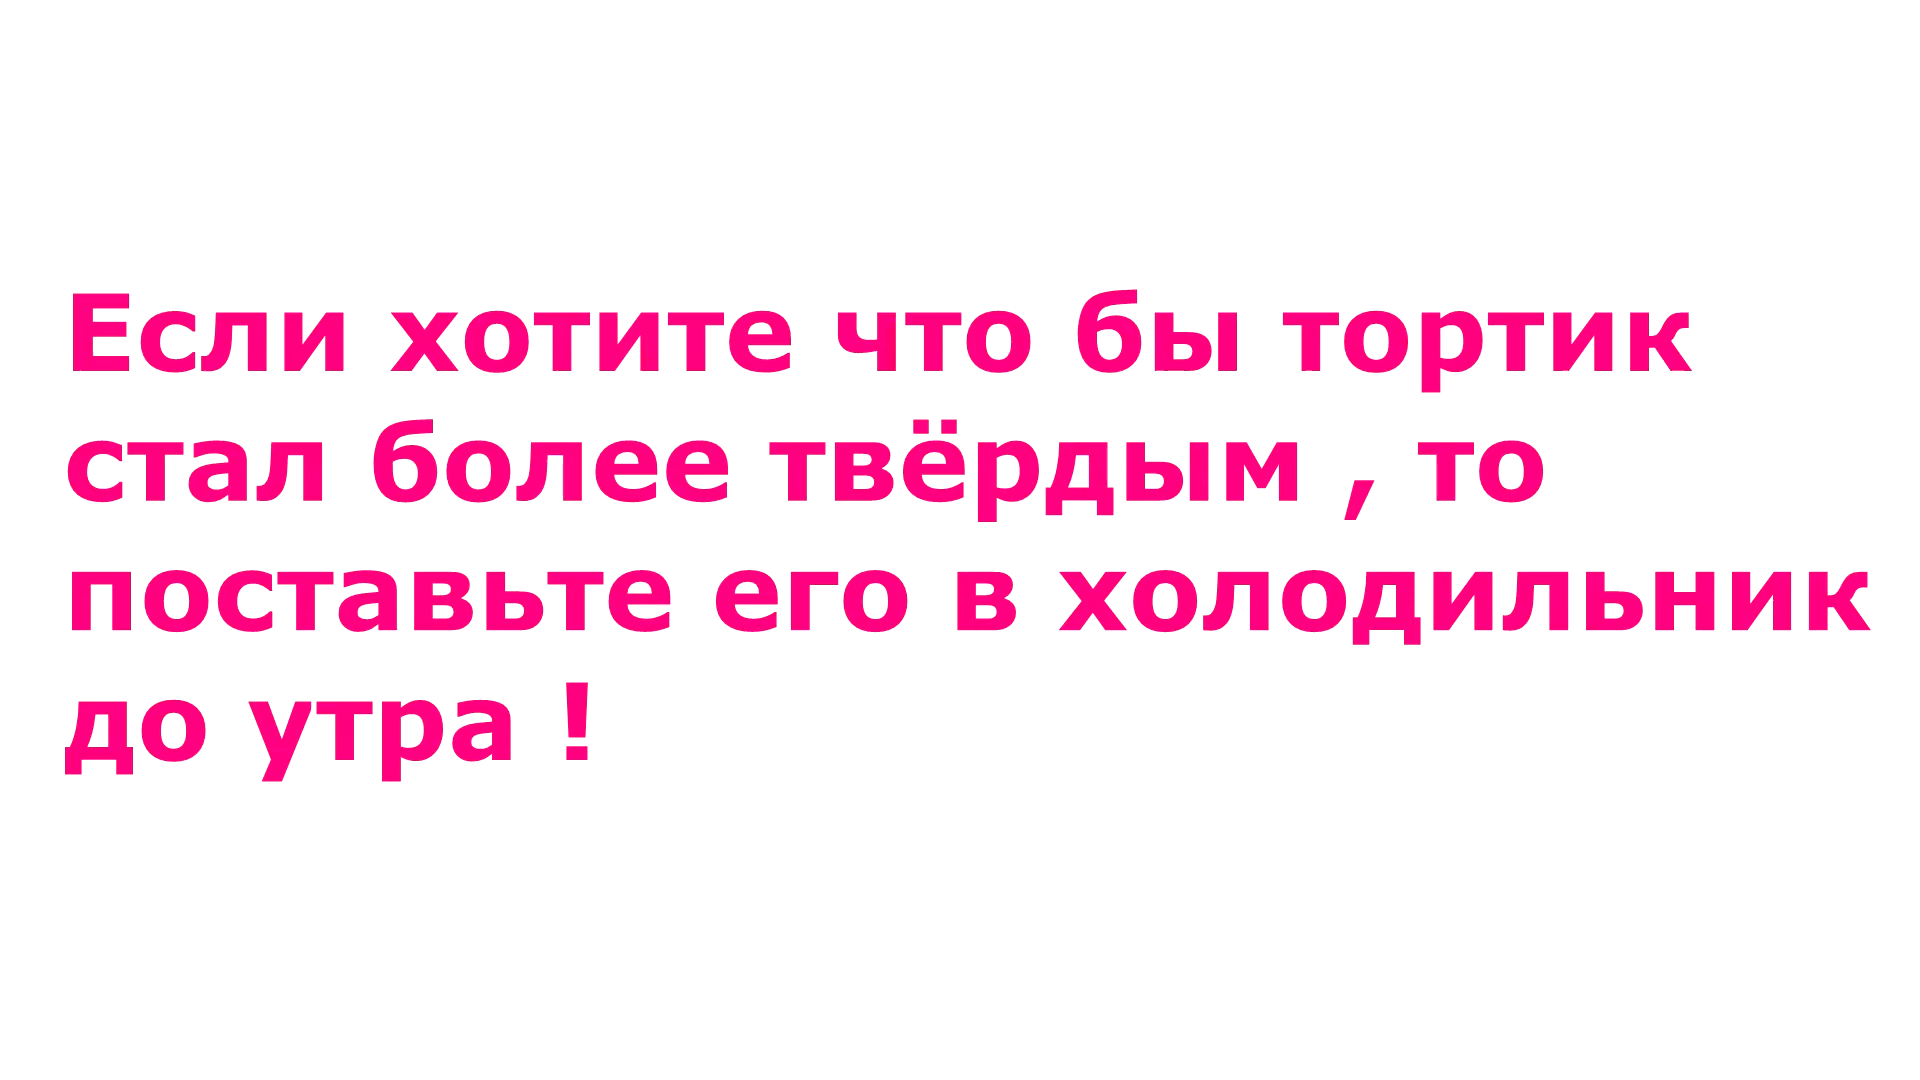 Если хотите что бы тортик
стал более твёрдым , то
поставьте его в холодильник
до утра !